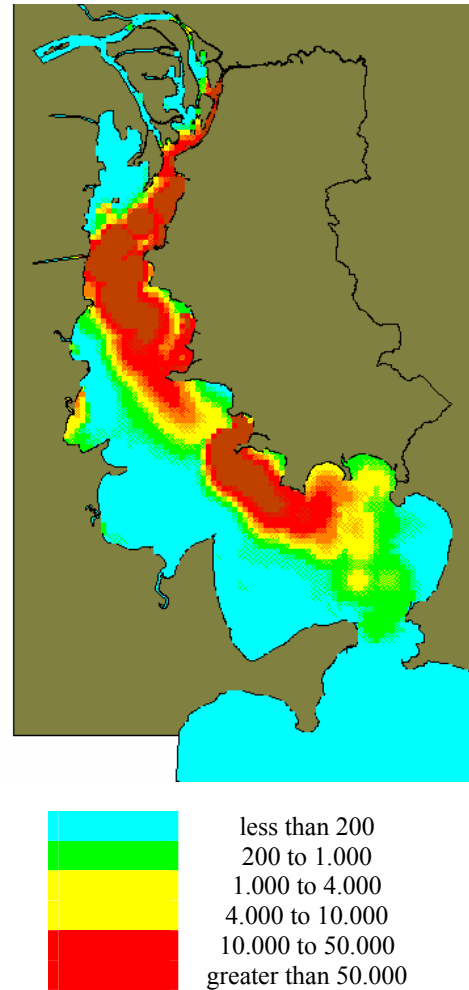 less than 200
200 to 1.000
1.000 to 4.000
4.000 to 10.000
10.000 to 50.000
greater than 50.000